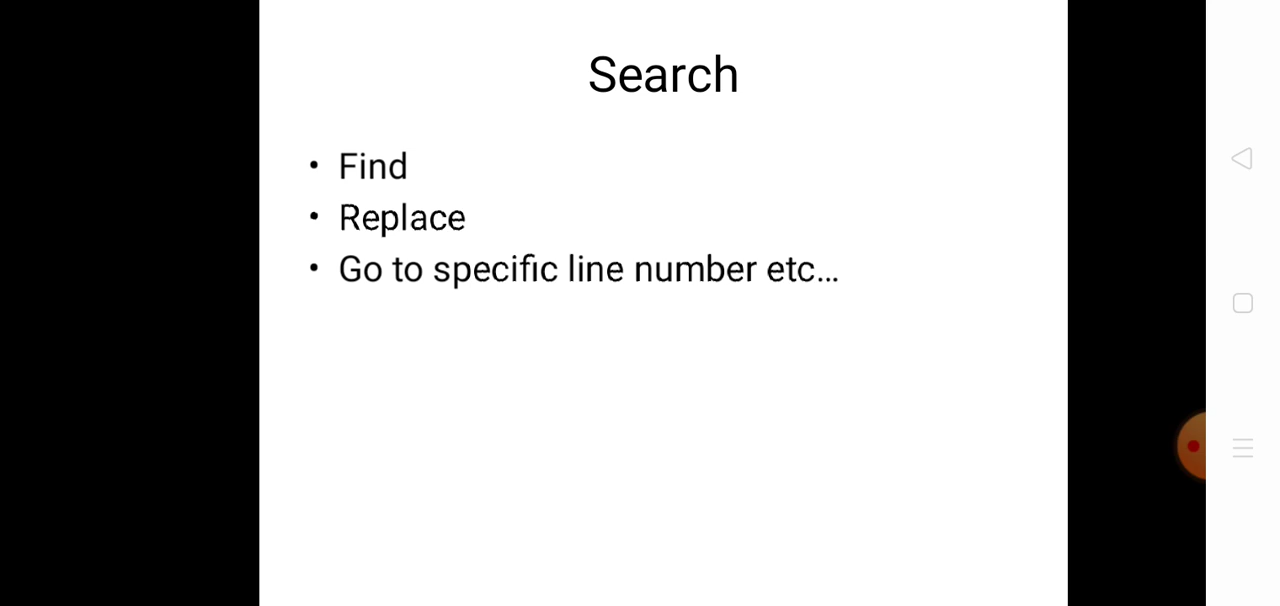 Search
• Find
• Replace
• Go to specific line number etc...